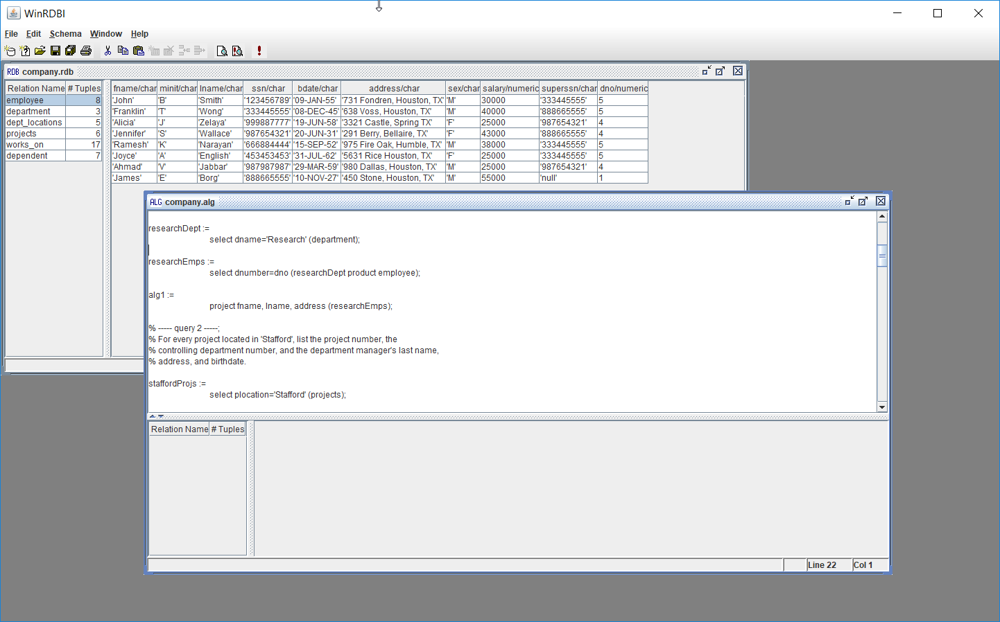 WinRDBI
File Edit Schema Window Help
RDB company.rdb
Relation Name # Tuples
employee 8
department 3
dept_locations 5
projects 6
works_on 17
dependent 7
fname/char minit/char lname/char ssn/char bdate/char address/char sex/char salary/numeric superssn/char dno/numeric
'John' 'B' 'Smith' '123456789' '09-JAN-55' '731 Fondren, Houston, TX' 'M' 30000 '333445555' 5
'Franklin' 'T' 'Wong' '333445555' '08-DEC-45' '638 Voss, Houston, TX' 'M' 40000 '888665555' 5
'Alicia' 'J' 'Zelaya' '999887777' '19-JUN-58' '3321 Castle, Spring TX' 'F' 25000 '987654321' 4
'Jennifer' 'S' 'Wallace' '987654321' '20-JUN-31' '291 Berry, Bellaire, TX' 'F' 43000 '888665555' 4
'Ramesh' 'K' 'Narayan' '666884444' '15-SEP-52' '975 Fire Oak, Humble, TX' 'M' 38000 '333445555' 5
'Joyce' 'A' 'English' '453453453' '31-JUL-62' '5631 Rice Houston, TX' 'F' 25000 '333445555' 5
'Ahmad' 'V' 'Jabbar' '987987987' '29-MAR-59' '980 Dallas, Houston, TX' 'M' 25000 '987654321' 4
'James' 'E' 'Borg' '888665555' '10-NOV-27' '450 Stone, Houston, TX' 'M' 55000 'null' 1
ALG company.alg
researchDept :=
select dname='Research' (department);
researchEmps :=
select dnumber=dno (researchDept product employee);
alg1 :=
project fname, lname, address (researchEmps);
% ----- query 2 -----;
% For every project located in 'Stafford', list the project number, the
% controlling department number, and the department manager's last name,
% address, and birthdate.
staffordProjs :=
select plocation='Stafford' (projects);
Relation Name # Tuples
Line 22 Col 1